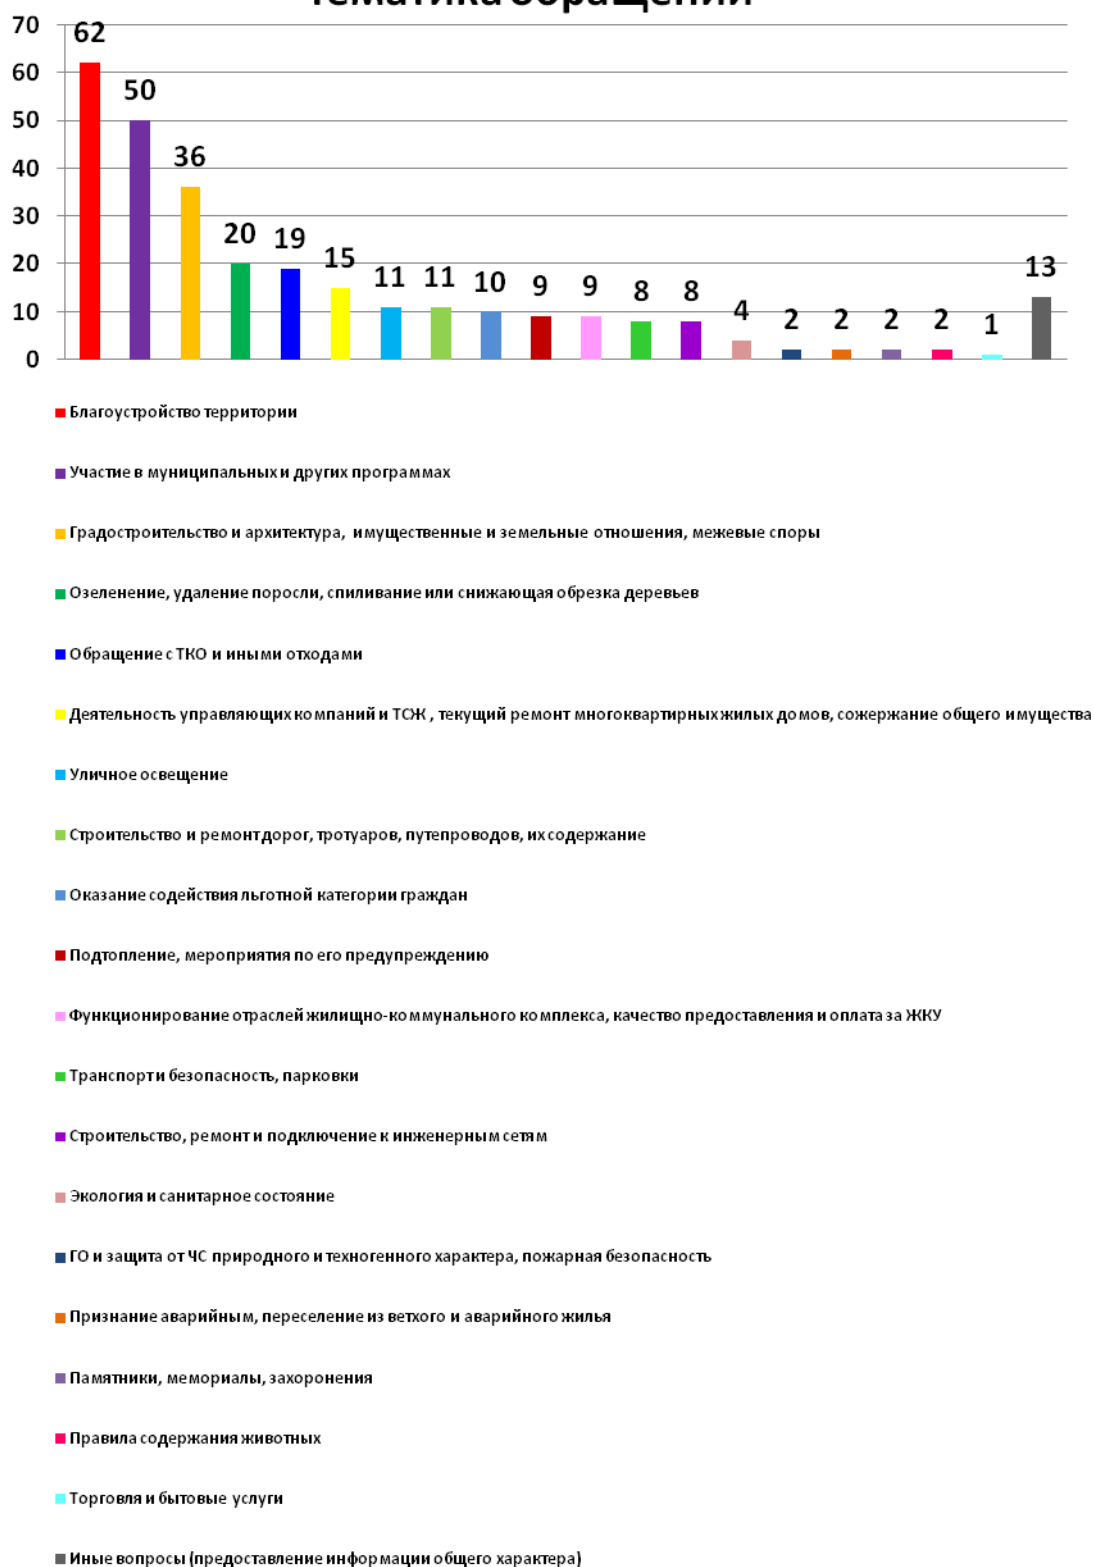 Тематика обращений
70
60
50
40
30
20
10
0
62
50
36
20
19
15
11
11
10
9
9
8
8
4
2
2
2
2
1
13
Благоустройство территории
Участие в муниципальных и других программах
Градостроительство и архитектура, имущественные и земельные отношения, межевые споры
Озеленение, удаление поросли, спиливание или снижающая обрезка деревьев
Обращение с ТКО и иными отходами
Деятельность управляющих компаний и ТСЖ , текущий ремонт многоквартирных жилых домов, сожержание общего имущества
Уличное освещение
Строительство и ремонт дорог, тротуаров, путепроводов, их содержание
Оказание содействия льготной категории граждан
Подтопление, мероприятия по его предупреждению
Функционирование отраслей жилищно-коммунального комплекса, качество предоставления и оплата за ЖКУ
Транспорт и безопасность, парковки
Строительство, ремонт и подключение к инженерным сетям
Экология и санитарное состояние
ГО и защита от ЧС природного и техногенного характера, пожарная безопасность
Признание аварийным, переселение из ветхого и аварийного жилья
Памятники, мемориалы, захоронения
Правила содержания животных
Торговля и бытовые услуги
Иные вопросы (предоставление информации общего характера)